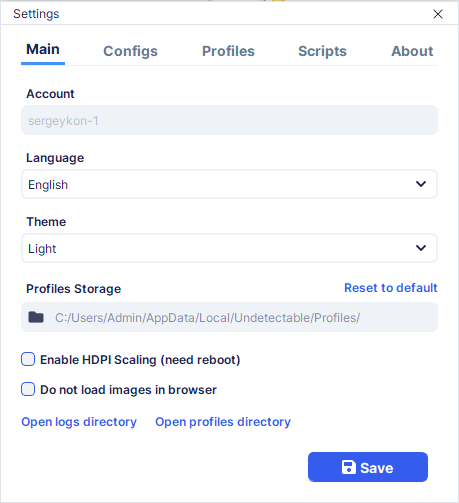 Settings
Main Configs Profiles Scripts About
Account
sergeykon-1
Language
English
Theme
Light
Profiles Storage Reset to default
C:/Users/Admin/AppData/Local/Undetectable/Profiles/
Enable HDPI Scaling (need reboot)
Do not load images in browser
Open logs directory Open profiles directory
Save